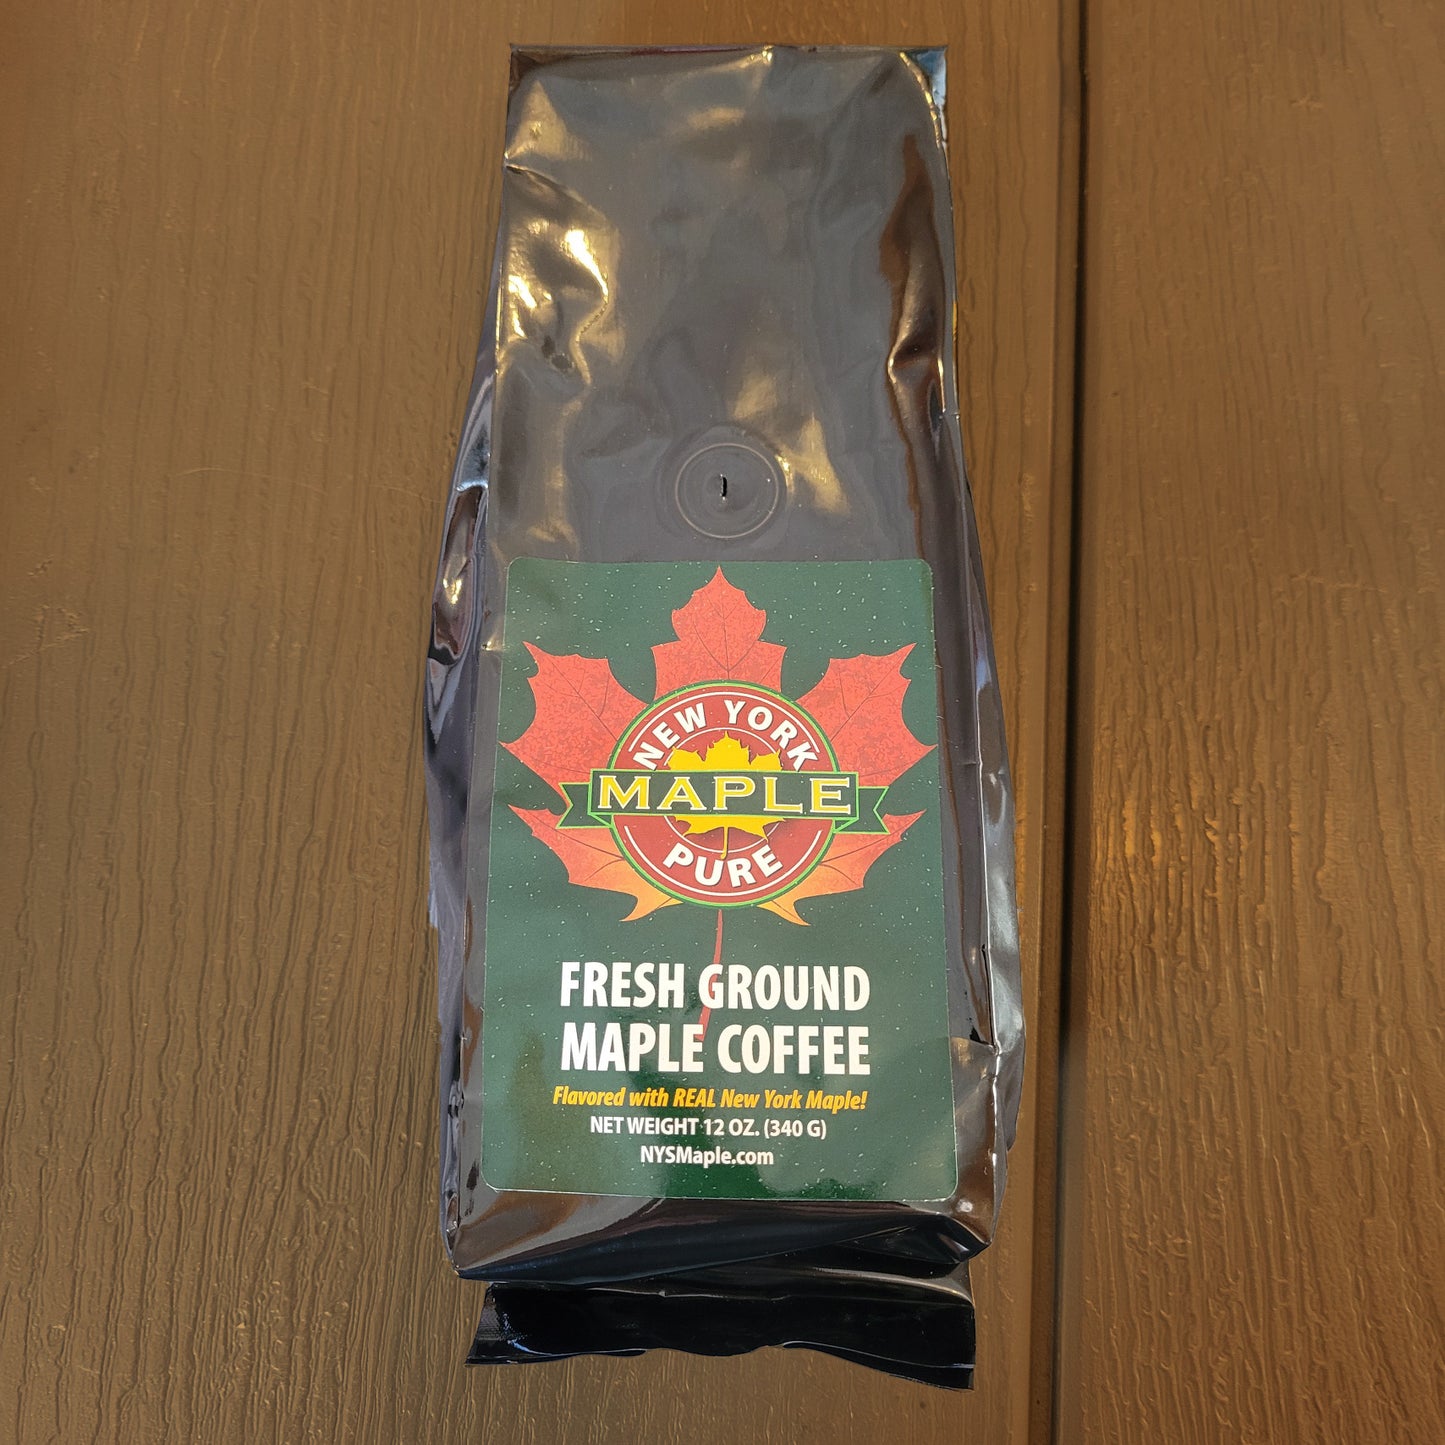 NEW YORK
MAPLE
PURE
FRESH GROUND
MAPLE COFFEE
Flavored with REAL New York Maple!
NET WEIGHT 12 OZ. (340 G)
NYSMaple.com